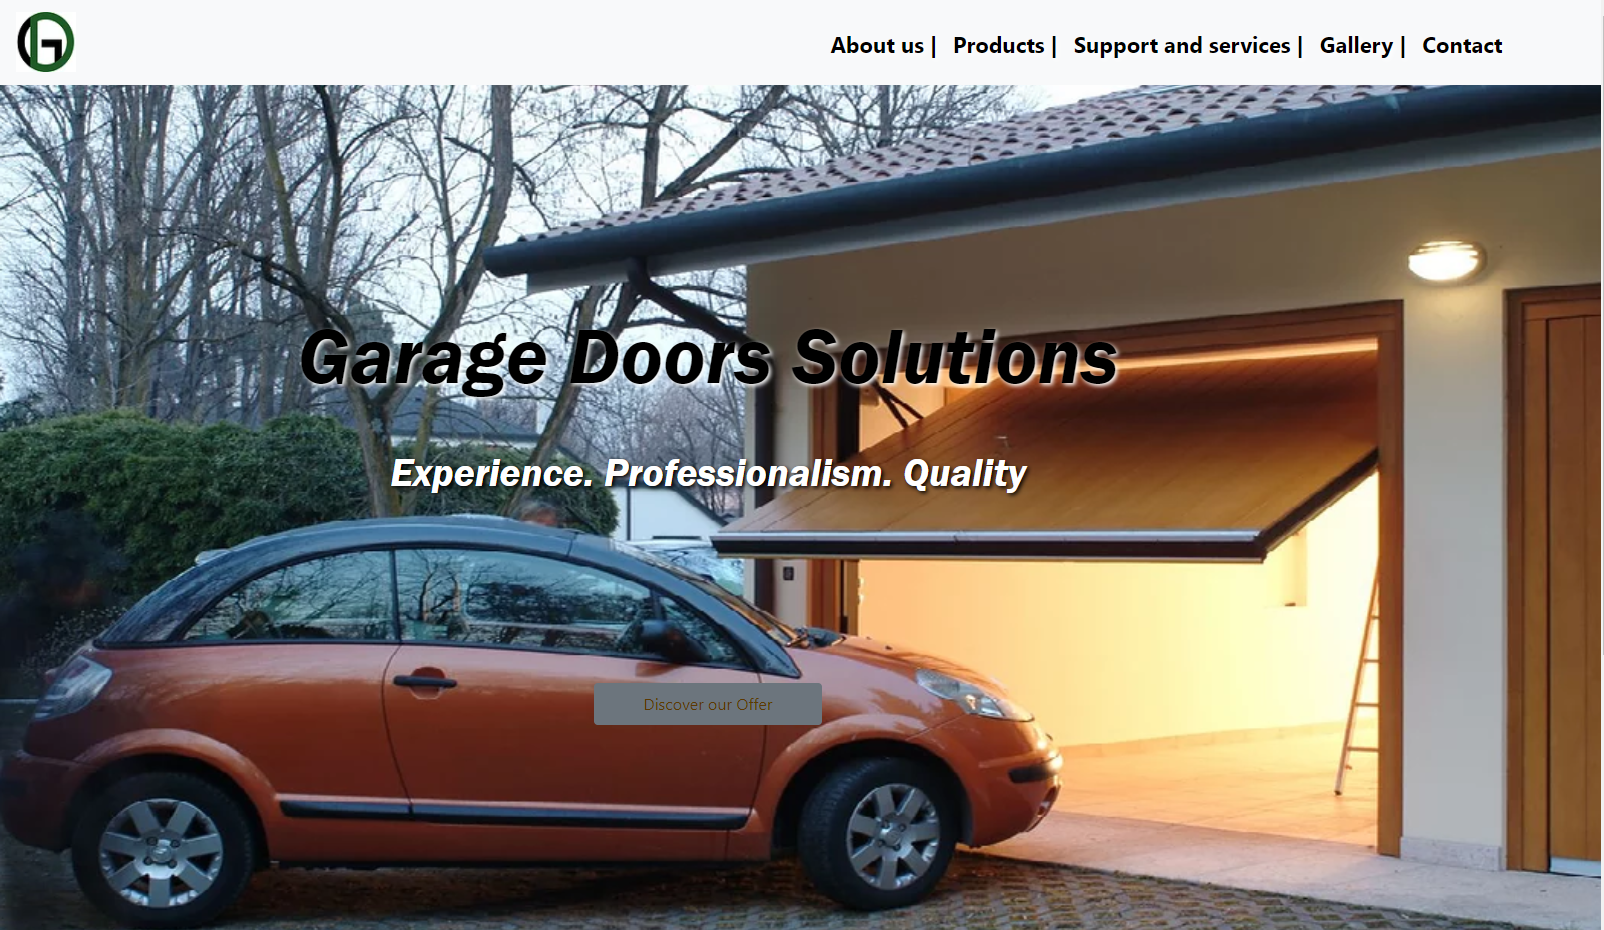 About us | Products | Support and services | Gallery | Contact
Garage Doors Solutions
Experience. Professionalism. Quality
Discover our Offer